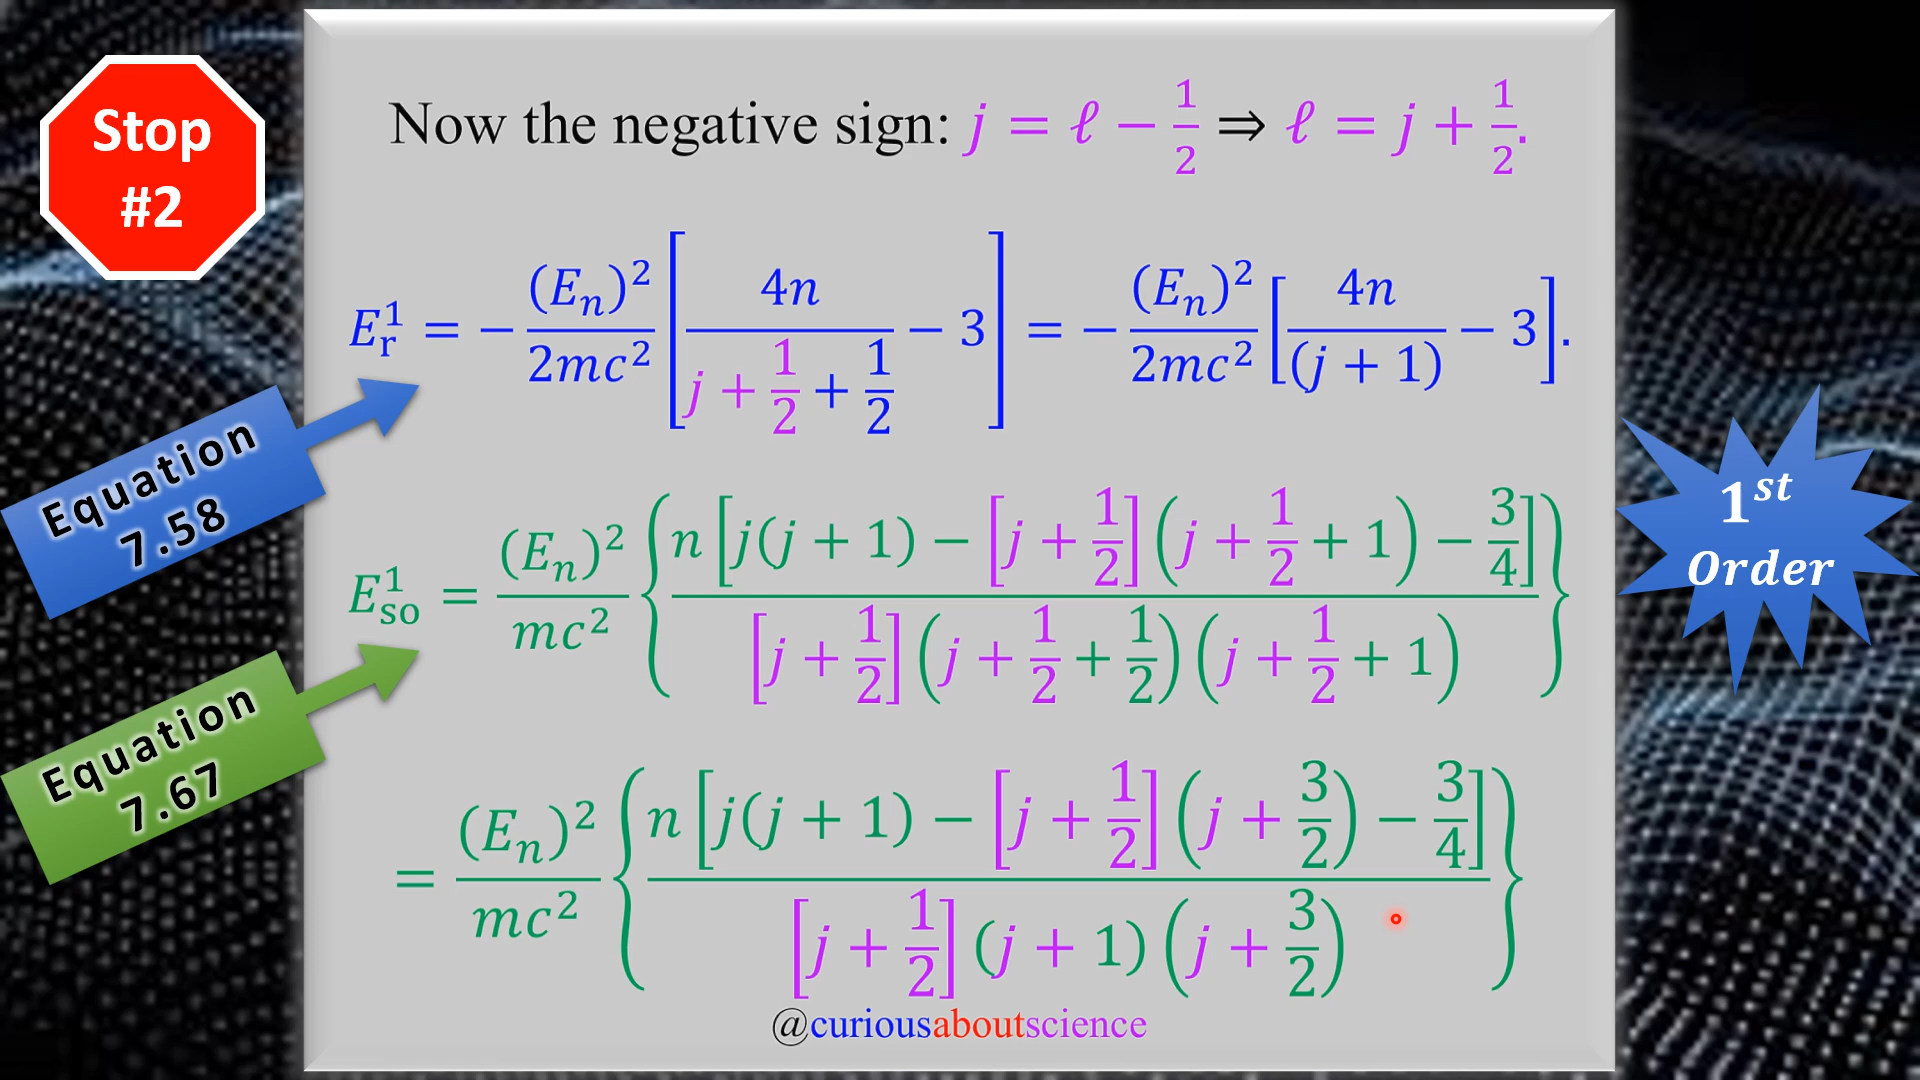 Stop
#2
Now the negative sign: j = ℓ − 1/2 ⇒ ℓ = j + 1/2.
E_r^1 = − (E_n)^2 / 2mc^2 [ 4n / (j + 1/2 + 1/2) − 3 ] = − (E_n)^2 / 2mc^2 [ 4n / (j + 1) − 3 ].
Equation
7.58
E_so^1 = (E_n)^2 / mc^2 { n [ j(j + 1) − [j + 1/2] (j + 1/2 + 1) − 3/4 ] / [j + 1/2] (j + 1/2 + 1/2) (j + 1/2 + 1) }
1^st
Order
Equation
7.67
= (E_n)^2 / mc^2 { n [ j(j + 1) − [j + 1/2] (j + 3/2) − 3/4 ] / [j + 1/2] (j + 1) (j + 3/2) }
@curiousaboutscience